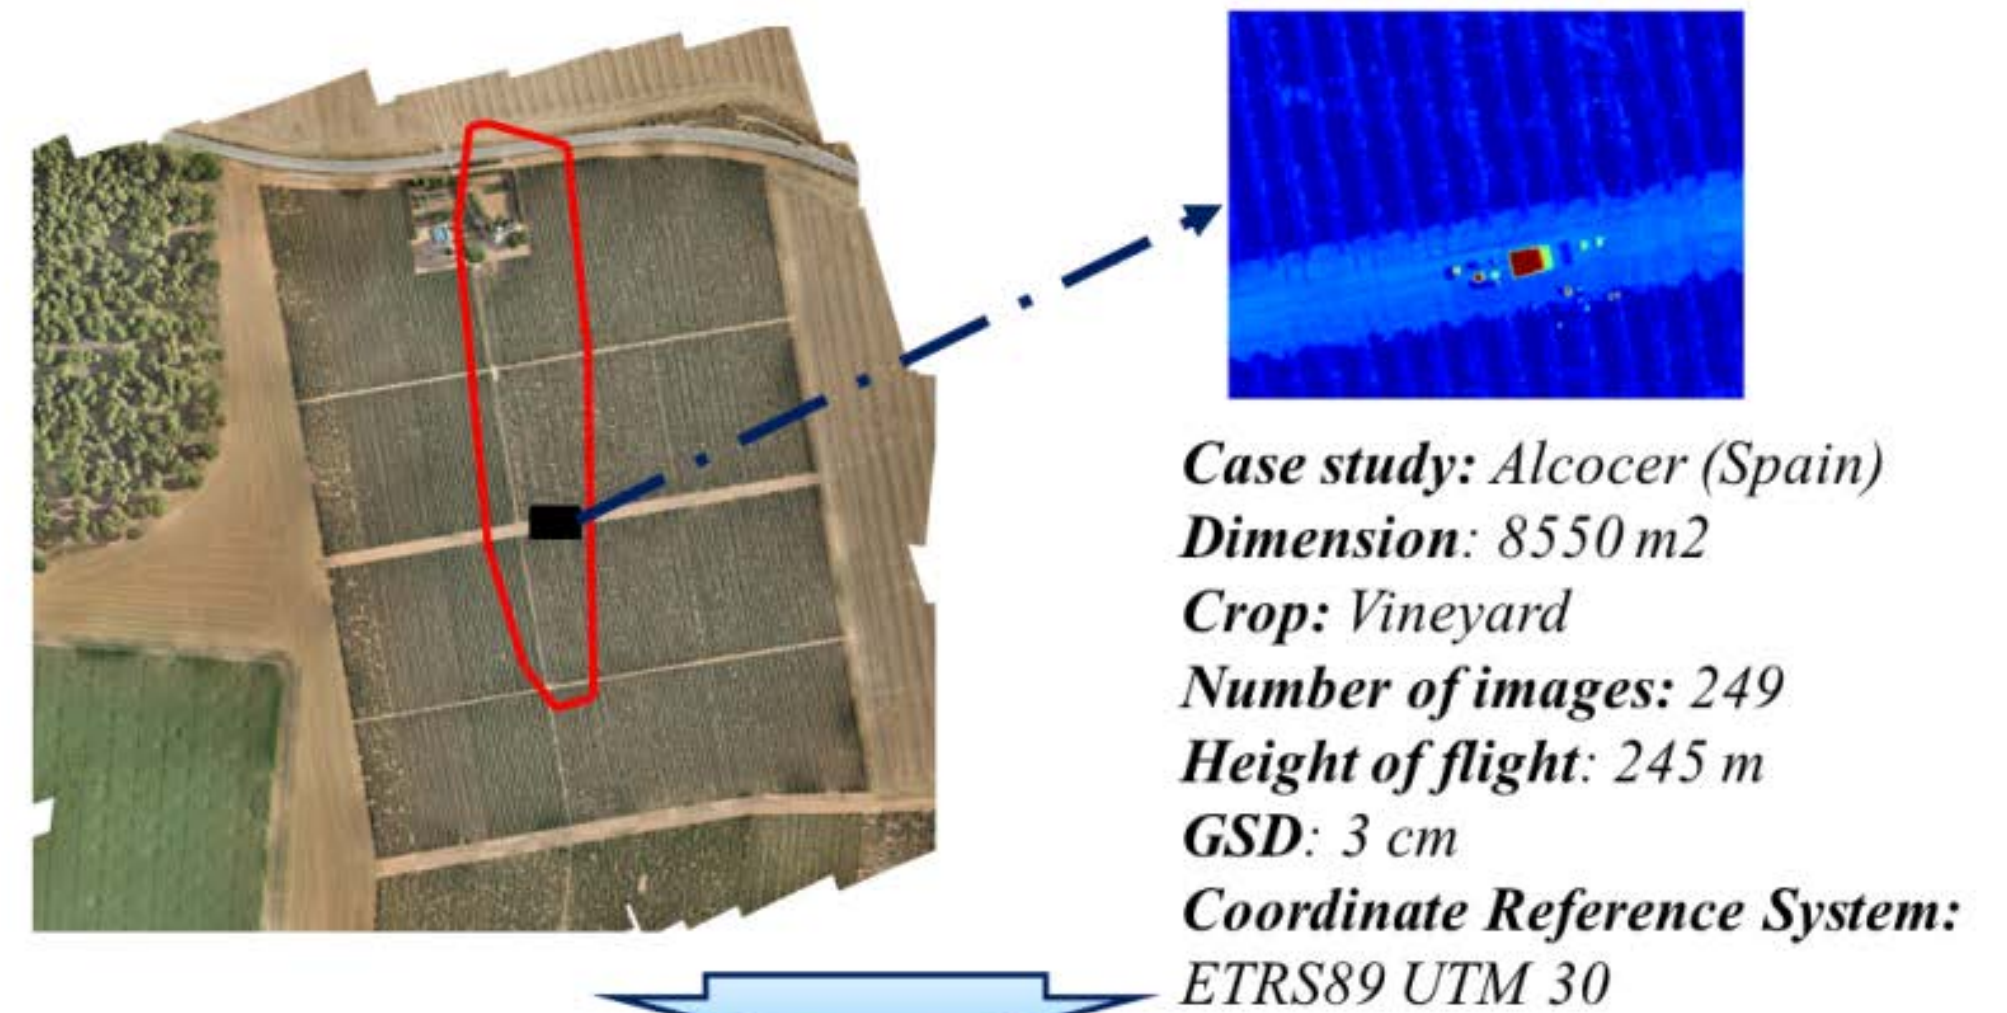 Case study: Alcocer (Spain)
Dimension: 8550 m2
Crop: Vineyard
Number of images: 249
Height of flight: 245 m
GSD: 3 cm
Coordinate Reference System:
ETRS89 UTM 30